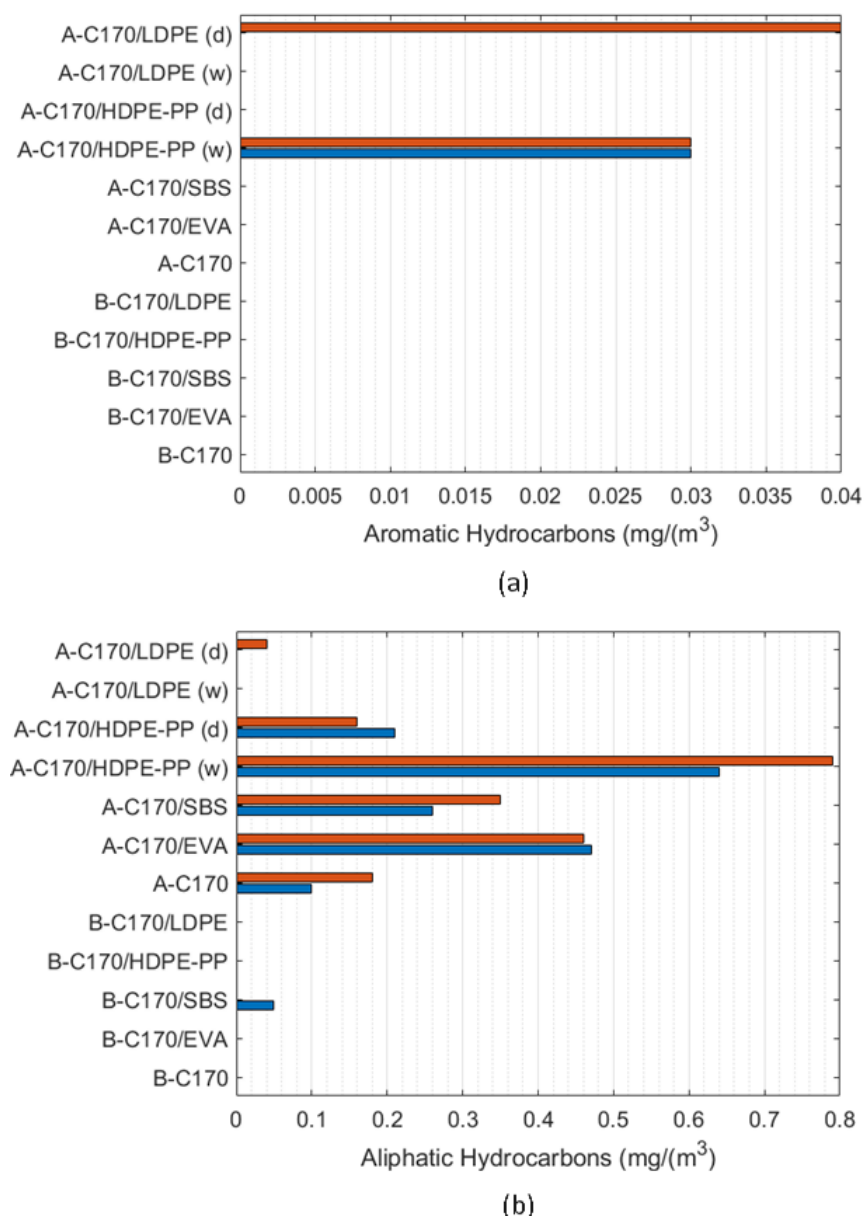 A-C170/LDPE (d)
A-C170/LDPE (w)
A-C170/HDPE-PP (d)
A-C170/HDPE-PP (w)
A-C170/SBS
A-C170/EVA
A-C170
B-C170/LDPE
B-C170/HDPE-PP
B-C170/SBS
B-C170/EVA
B-C170
0 0.005 0.01 0.015 0.02 0.025 0.03 0.035 0.04
Aromatic Hydrocarbons (mg/(m³)
(a)
A-C170/LDPE (d)
A-C170/LDPE (w)
A-C170/HDPE-PP (d)
A-C170/HDPE-PP (w)
A-C170/SBS
A-C170/EVA
A-C170
B-C170/LDPE
B-C170/HDPE-PP
B-C170/SBS
B-C170/EVA
B-C170
0 0.1 0.2 0.3 0.4 0.5 0.6 0.7 0.8
Aliphatic Hydrocarbons (mg/(m³)
(b)